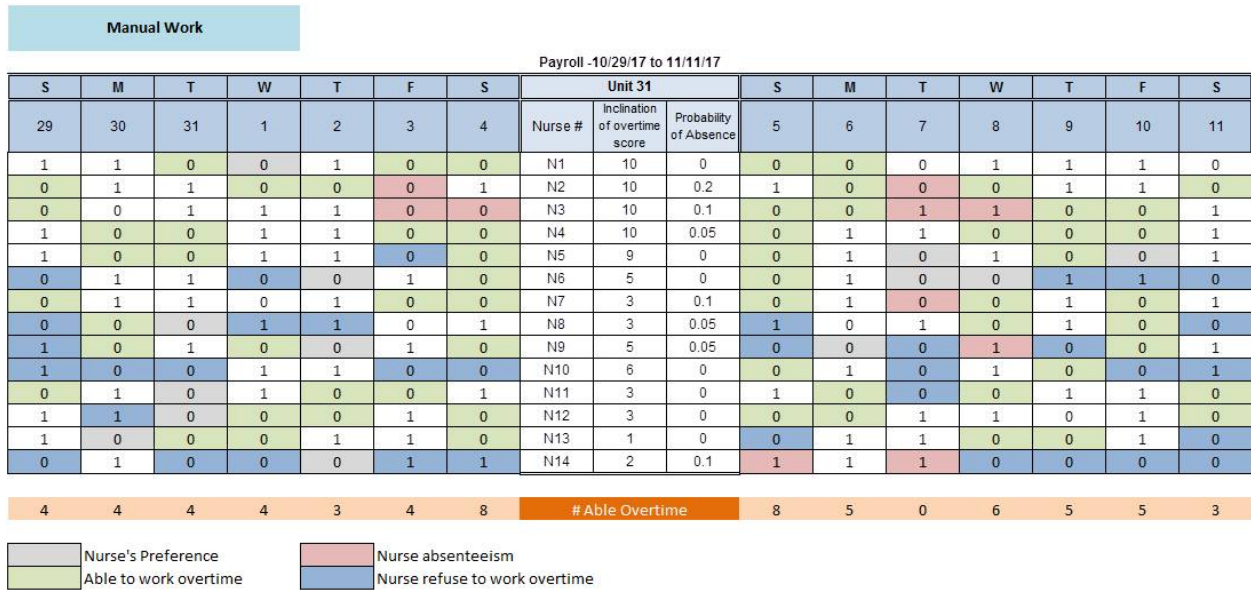 Manual Work
Payroll -10/29/17 to 11/11/17
S M T W T F S Unit 31 S M T W T F S
29 30 31 1 2 3 4 Nurse # Inclination of overtime score Probability of Absence 5 6 7 8 9 10 11
1 1 0 0 1 0 0 N1 10 0 0 0 0 1 1 1 0
0 1 1 0 0 0 1 N2 10 0.2 1 0 0 0 1 1 0
0 0 1 1 1 0 0 N3 10 0.1 0 0 1 1 0 0 1
1 0 0 1 1 0 0 N4 10 0.05 0 1 1 0 0 0 1
1 0 0 1 1 0 0 N5 9 0 0 1 0 1 0 0 1
0 1 1 0 0 1 0 N6 5 0 0 1 0 0 1 1 0
0 1 1 0 1 0 0 N7 3 0.1 0 1 0 0 1 0 1
0 0 0 1 1 0 1 N8 3 0.05 1 0 1 0 1 0 0
1 0 1 0 0 1 0 N9 5 0.05 0 0 0 1 0 0 1
1 0 0 1 1 0 0 N10 6 0 0 1 0 1 0 0 1
0 1 0 1 0 0 1 N11 3 0 1 0 0 0 1 1 0
1 1 0 0 0 1 0 N12 3 0 0 0 1 1 0 1 0
1 0 0 0 1 1 0 N13 1 0 0 1 1 0 0 1 0
0 1 0 0 0 1 1 N14 2 0.1 1 1 1 0 0 0 0
4 4 4 4 3 4 8 # Able Overtime 8 5 0 6 5 5 3
Nurse's Preference Nurse absenteeism
Able to work overtime Nurse refuse to work overtime